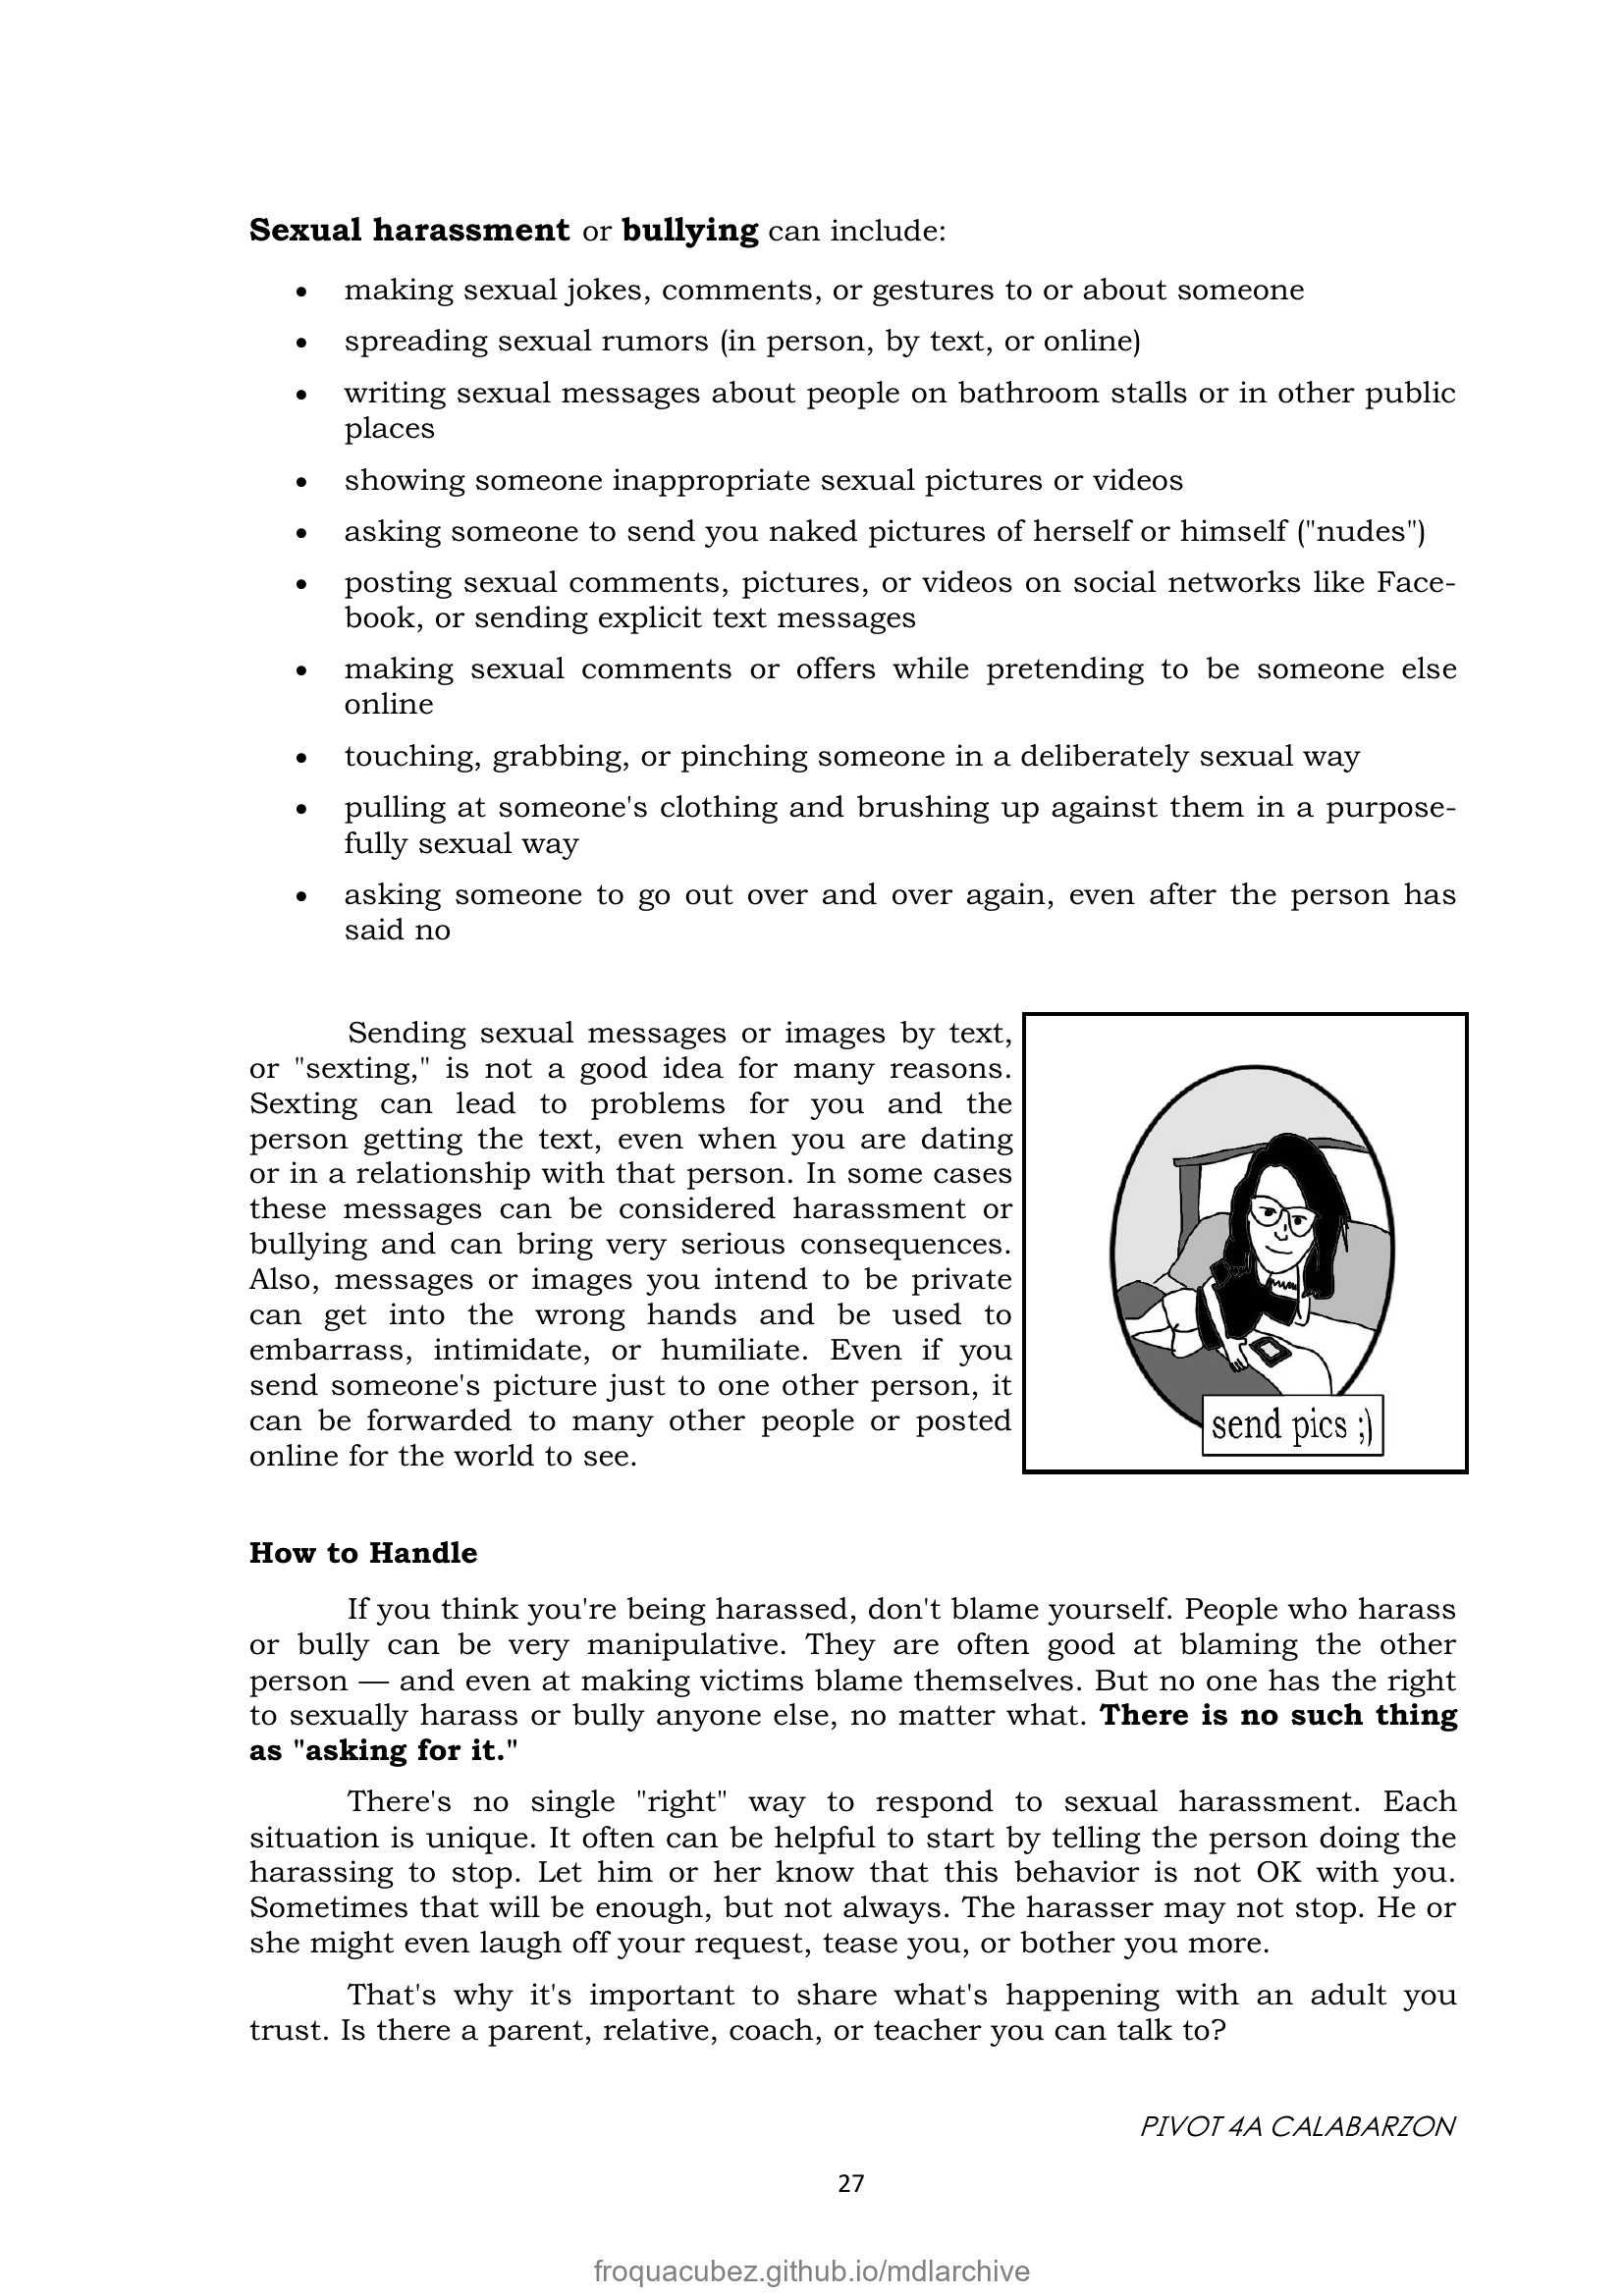 Sexual harassment or bullying can include:
• making sexual jokes, comments, or gestures to or about someone
• spreading sexual rumors (in person, by text, or online)
• writing sexual messages about people on bathroom stalls or in other public
places
• showing someone inappropriate sexual pictures or videos
• asking someone to send you naked pictures of herself or himself ("nudes")
• posting sexual comments, pictures, or videos on social networks like Face-
book, or sending explicit text messages
• making sexual comments or offers while pretending to be someone else
online
• touching, grabbing, or pinching someone in a deliberately sexual way
• pulling at someone's clothing and brushing up against them in a purpose-
fully sexual way
• asking someone to go out over and over again, even after the person has
said no
Sending sexual messages or images by text,
or "sexting," is not a good idea for many reasons.
Sexting can lead to problems for you and the
person getting the text, even when you are dating
or in a relationship with that person. In some cases
these messages can be considered harassment or
bullying and can bring very serious consequences.
Also, messages or images you intend to be private
can get into the wrong hands and be used to
embarrass, intimidate, or humiliate. Even if you
send someone's picture just to one other person, it
can be forwarded to many other people or posted
online for the world to see.
send pics ;)
How to Handle
If you think you're being harassed, don't blame yourself. People who harass
or bully can be very manipulative. They are often good at blaming the other
person — and even at making victims blame themselves. But no one has the right
to sexually harass or bully anyone else, no matter what. There is no such thing
as "asking for it."
There's no single "right" way to respond to sexual harassment. Each
situation is unique. It often can be helpful to start by telling the person doing the
harassing to stop. Let him or her know that this behavior is not OK with you.
Sometimes that will be enough, but not always. The harasser may not stop. He or
she might even laugh off your request, tease you, or bother you more.
That's why it's important to share what's happening with an adult you
trust. Is there a parent, relative, coach, or teacher you can talk to?
PIVOT 4A CALABARZON
27
froquacubez.github.io/mdlarchive